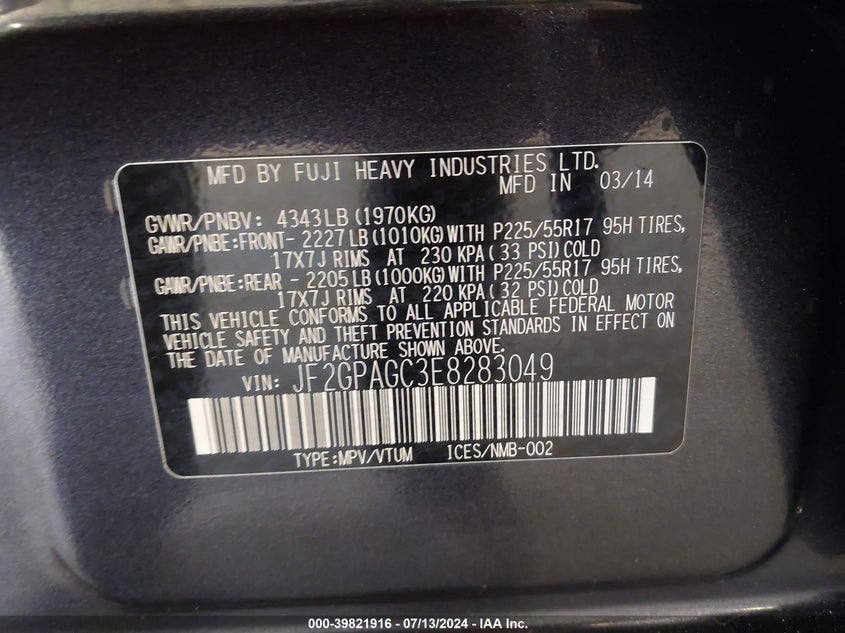 MFD BY FUJI HEAVY INDUSTRIES LTD.
MFD IN 03/14
GVWR/PNBV: 4343LB(1970KG)
GAWR/PNBE:FRONT- 2227LB(1010KG)WITH P225/55R17 95H TIRES,
17X7J RIMS AT 230 KPA( 33 PSI)COLD
GAWR/PNBE:REAR - 2205LB(1000KG)WITH P225/55R17 95H TIRES,
17X7J RIMS AT 220 KPA( 32 PSI)COLD
THIS VEHICLE CONFORMS TO ALL APPLICABLE FEDERAL MOTOR
VEHICLE SAFETY AND THEFT PREVENTION STANDARDS IN EFFECT ON
THE DATE OF MANUFACTURE SHOWN ABOVE.
VIN: JF2GPAGC3E8283049
TYPE:MPV/VTUM ICES/NMB-002
000-39821916 - 07/13/2024 - IAA Inc.